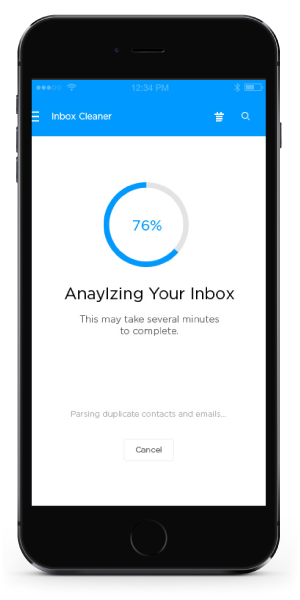 12:34 PM
Inbox Cleaner
76%
Anaylzing Your Inbox
This may take several minutes
to complete.
Parsing duplicate contacts and emails...
Cancel